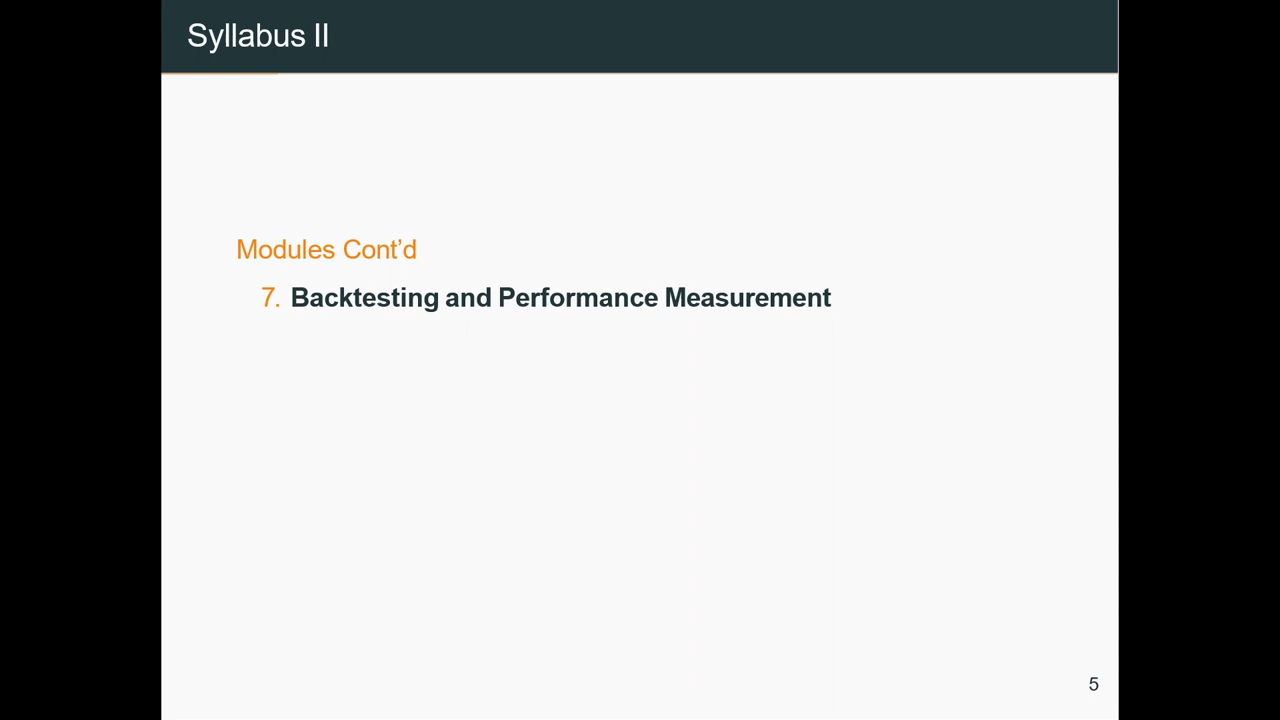 Syllabus II
Modules Cont’d
7. Backtesting and Performance Measurement
5